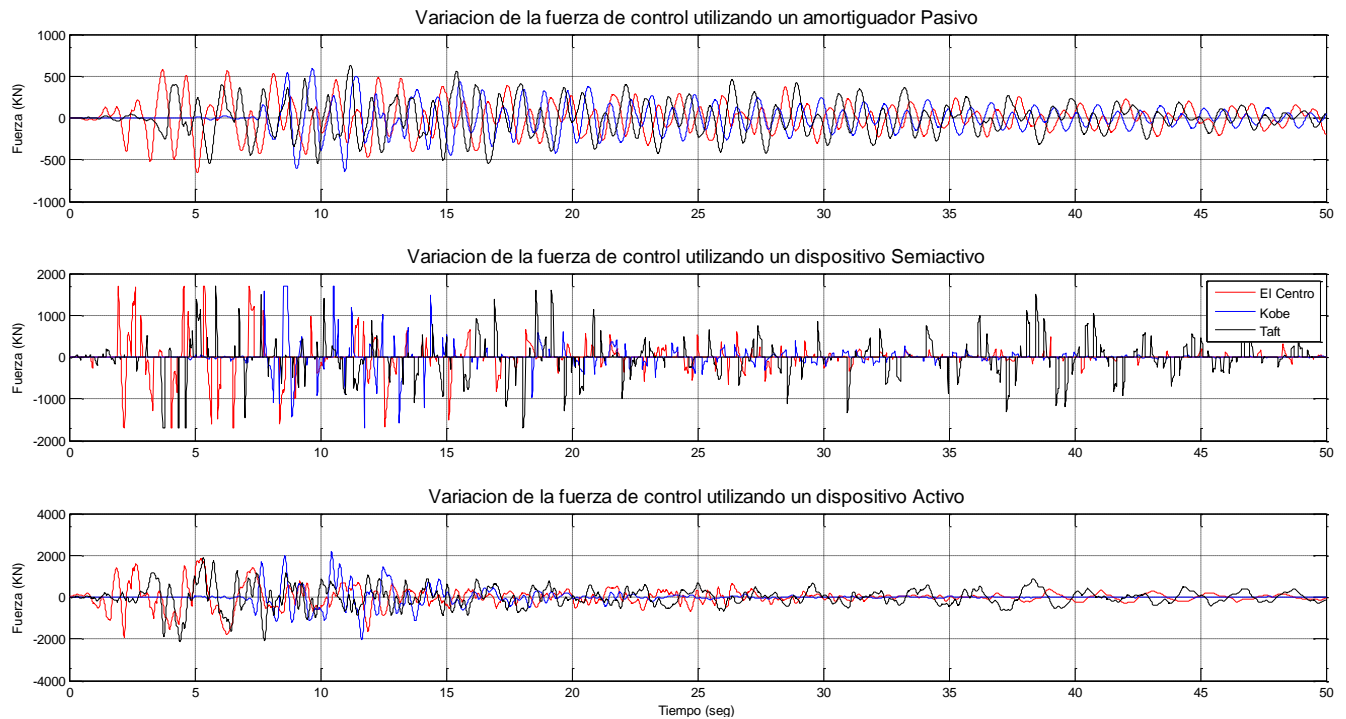 Variacion de la fuerza de control utilizando un amortiguador Pasivo
1000
500
0
-500
-1000
Fuerza (KN)
0 5 10 15 20 25 30 35 40 45 50
Variacion de la fuerza de control utilizando un dispositivo Semiactivo
2000
1000
0
-1000
-2000
Fuerza (KN)
El Centro
Kobe
Taft
0 5 10 15 20 25 30 35 40 45 50
Variacion de la fuerza de control utilizando un dispositivo Activo
4000
2000
0
-2000
-4000
Fuerza (KN)
0 5 10 15 20 25 30 35 40 45 50
Tiempo (seg)